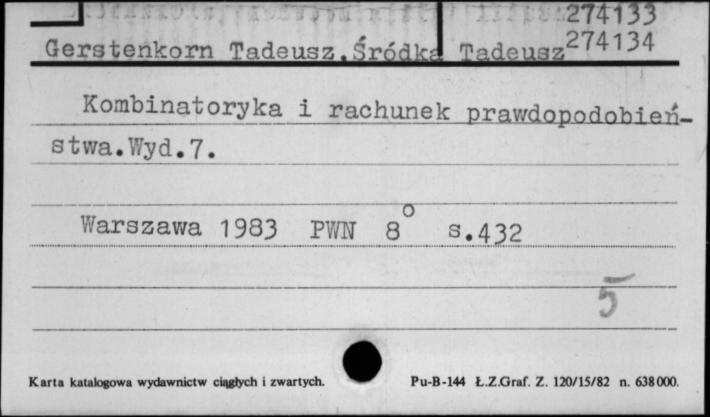 274133
Gerstenkorn Tadeusz.Śródka Tadeusz 274134
Kombinatoryka i rachunek prawdopodobień-
stwa.Wyd.7.
Warszawa 1983 PWN 8° s.432
5
Karta katalogowa wydawnictw ciągłych i zwartych. Pu-B-144 Ł.Z.Graf. Z. 120/15/82 n. 638000.